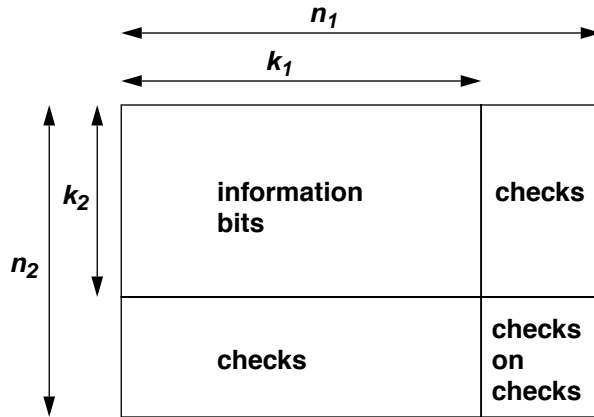 n1
k1
information
bits
checks
k2
n2
checks
checks
on
checks